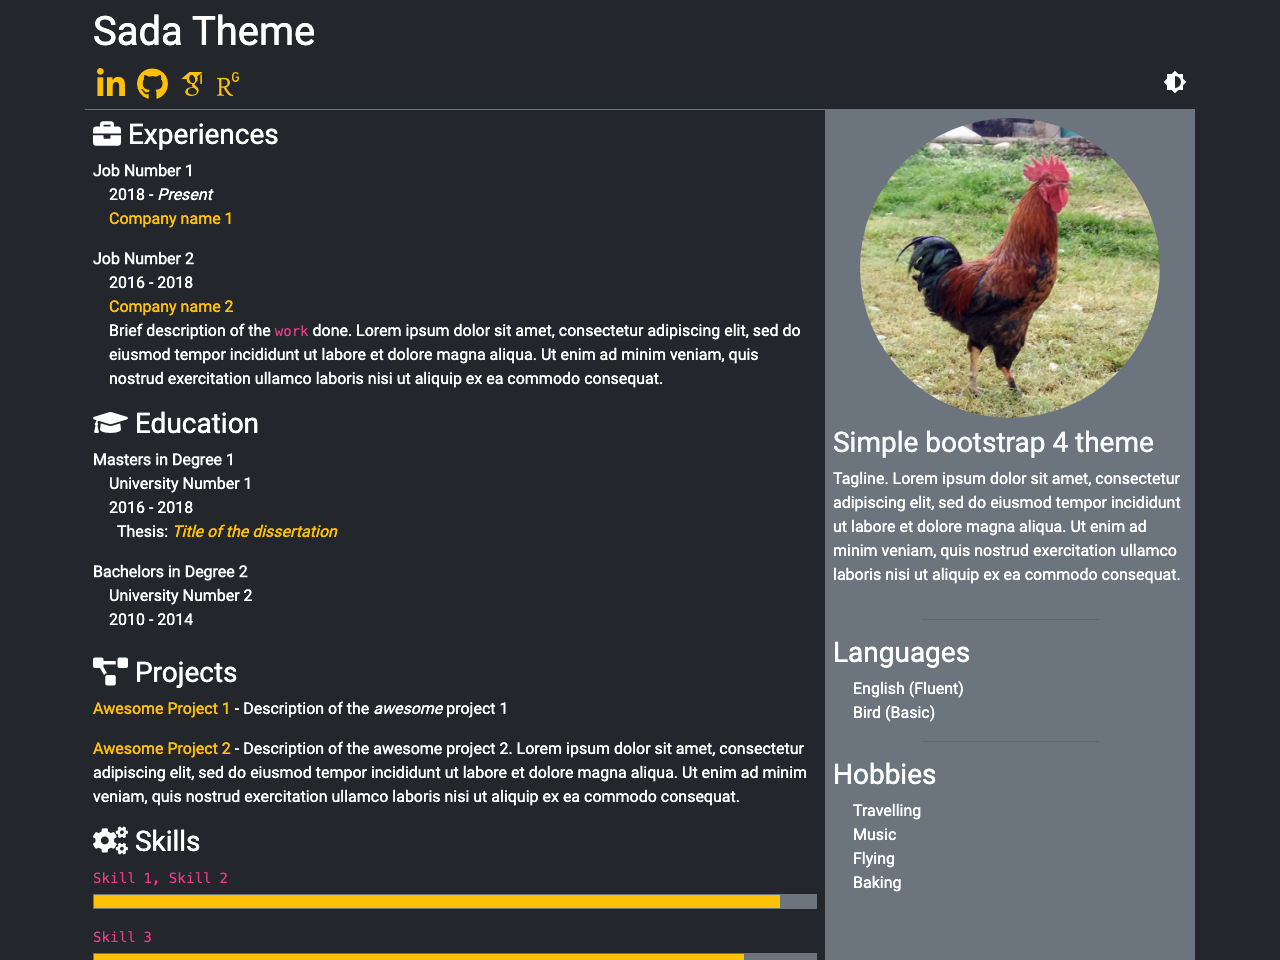 Sada Theme
in
g
RG
Experiences
Job Number 1
2018 - Present
Company name 1
Job Number 2
2016 - 2018
Company name 2
Brief description of the work done. Lorem ipsum dolor sit amet, consectetur adipiscing elit, sed do
eiusmod tempor incididunt ut labore et dolore magna aliqua. Ut enim ad minim veniam, quis
nostrud exercitation ullamco laboris nisi ut aliquip ex ea commodo consequat.
Education
Masters in Degree 1
University Number 1
2016 - 2018
Thesis: Title of the dissertation
Bachelors in Degree 2
University Number 2
2010 - 2014
Projects
Awesome Project 1 - Description of the awesome project 1
Awesome Project 2 - Description of the awesome project 2. Lorem ipsum dolor sit amet, consectetur
adipiscing elit, sed do eiusmod tempor incididunt ut labore et dolore magna aliqua. Ut enim ad minim
veniam, quis nostrud exercitation ullamco laboris nisi ut aliquip ex ea commodo consequat.
Skills
Skill 1, Skill 2
Skill 3
Simple bootstrap 4 theme
Tagline. Lorem ipsum dolor sit amet, consectetur
adipiscing elit, sed do eiusmod tempor incididunt
ut labore et dolore magna aliqua. Ut enim ad
minim veniam, quis nostrud exercitation ullamco
laboris nisi ut aliquip ex ea commodo consequat.
Languages
English (Fluent)
Bird (Basic)
Hobbies
Travelling
Music
Flying
Baking